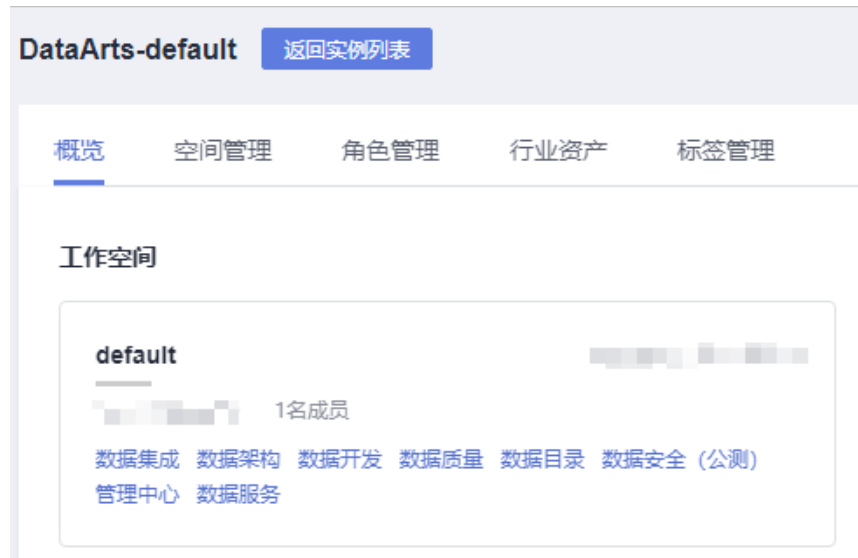 DataArts-default 返回实例列表
概览 空间管理 角色管理 行业资产 标签管理
工作空间
default
1名成员
数据集成 数据架构 数据开发 数据质量 数据目录 数据安全（公测）
管理中心 数据服务